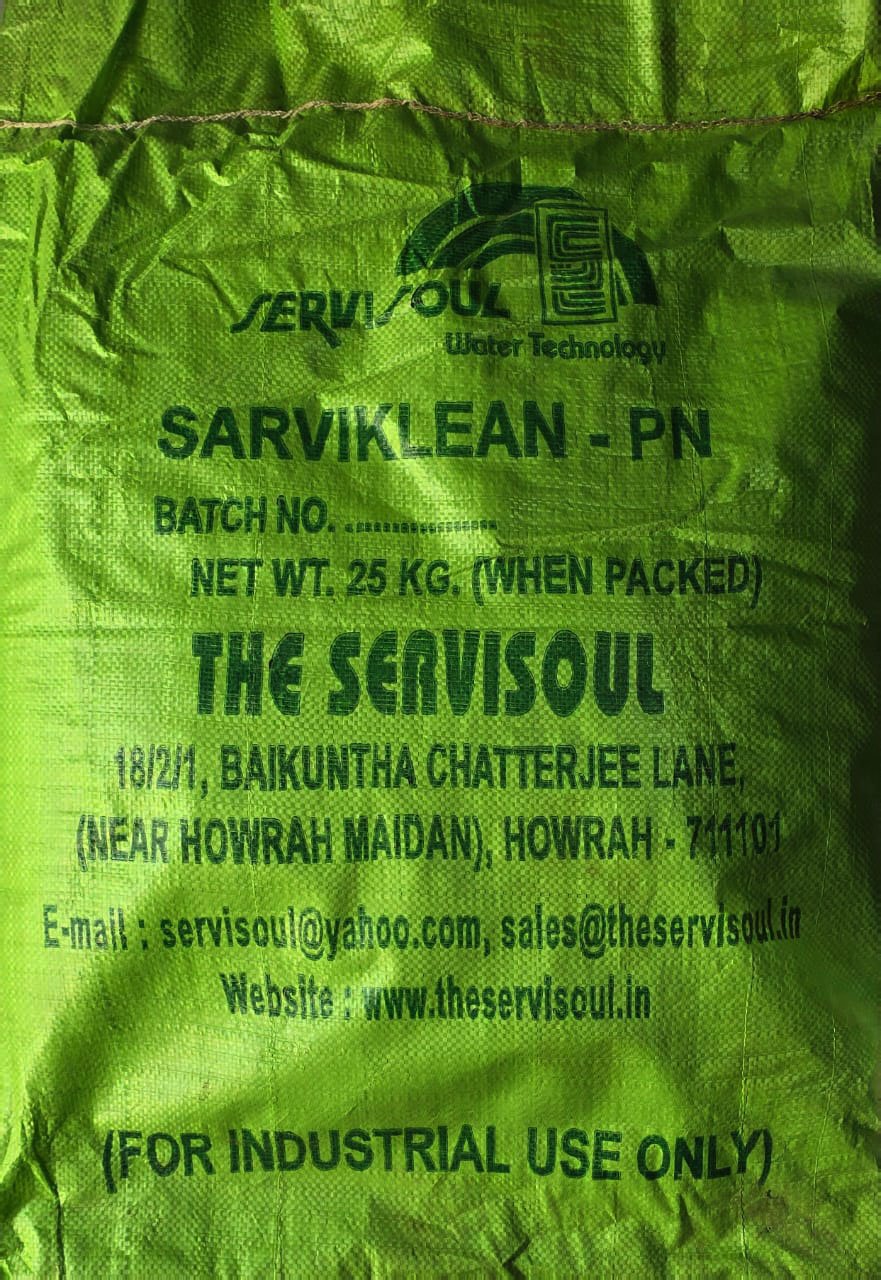 SERVISOUL
Water Technology
SARVIKLEAN - PN
BATCH NO. ..................
NET WT. 25 KG. (WHEN PACKED)
THE SERVISOUL
18/2/1, BAIKUNTHA CHATTERJEE LANE,
(NEAR HOWRAH MAIDAN), HOWRAH - 711101
E-mail : servisoul@yahoo.com, sales@theservisoul.in
Website : www.theservisoul.in
(FOR INDUSTRIAL USE ONLY)